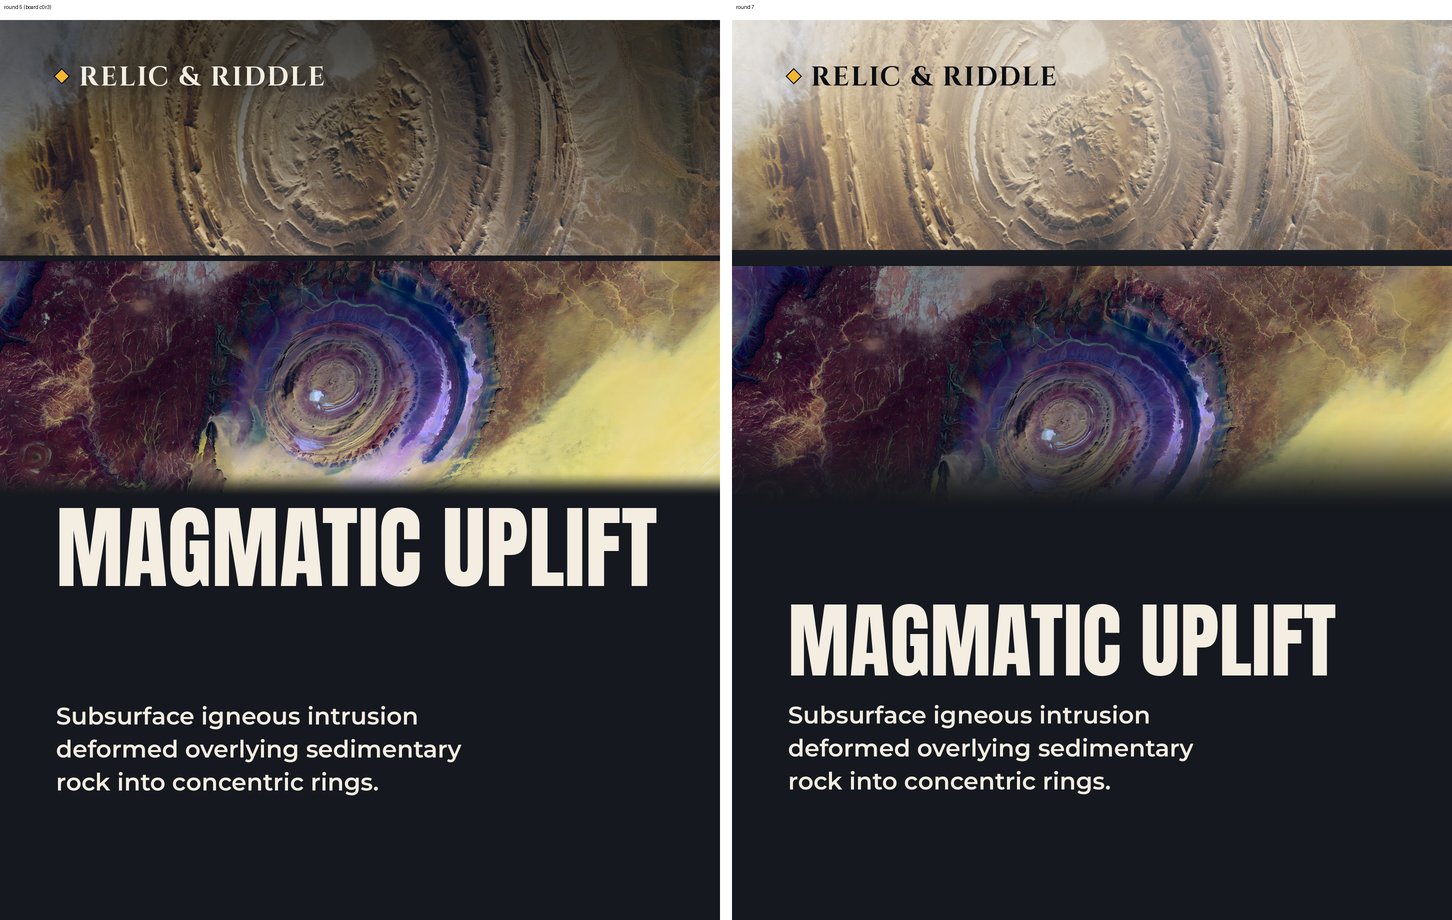 round 5 (board c0r3)
RELIC & RIDDLE
MAGMATIC UPLIFT
Subsurface igneous intrusion
deformed overlying sedimentary
rock into concentric rings.
round 7
RELIC & RIDDLE
MAGMATIC UPLIFT
Subsurface igneous intrusion
deformed overlying sedimentary
rock into concentric rings.